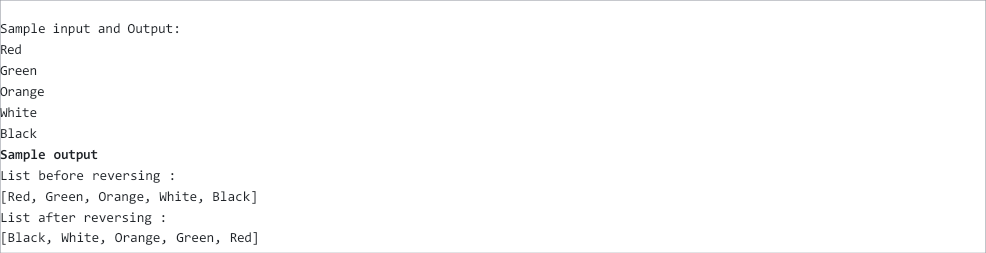 Sample input and Output:
Red
Green
Orange
White
Black
Sample output
List before reversing :
[Red, Green, Orange, White, Black]
List after reversing :
[Black, White, Orange, Green, Red]